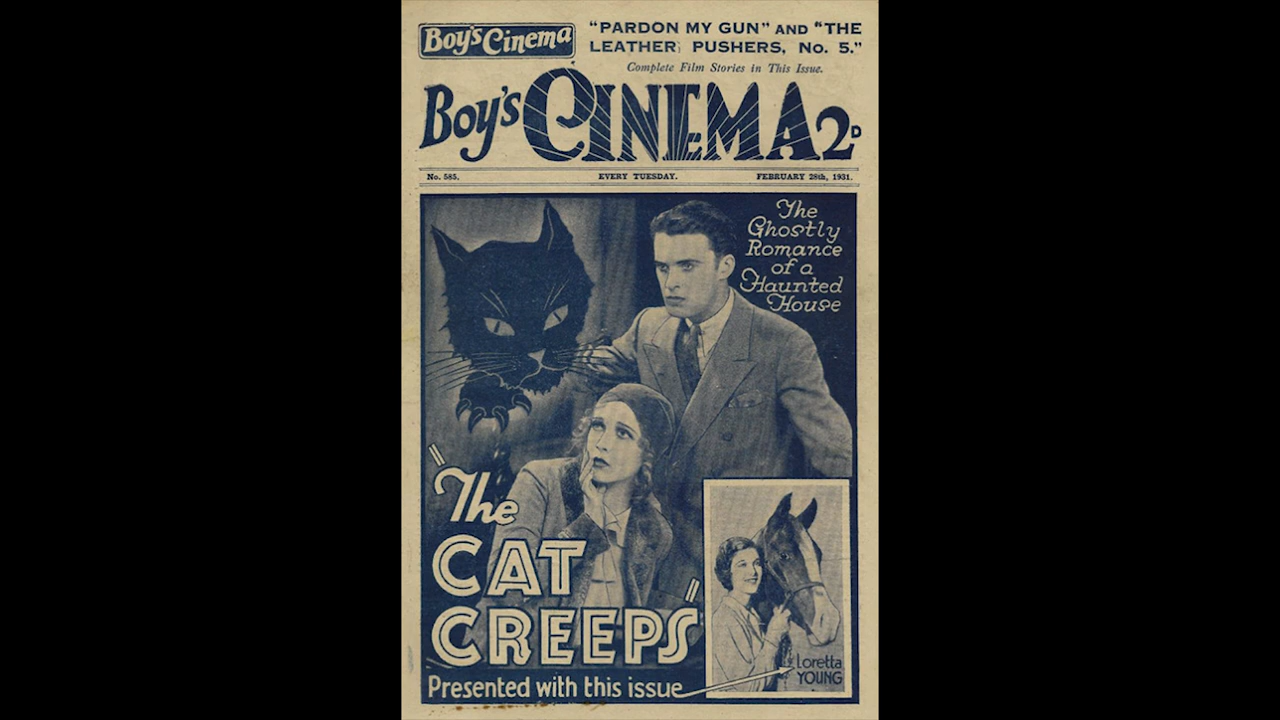 Boy's Cinema
"PARDON MY GUN" AND "THE
LEATHER PUSHERS, No. 5."
Complete Film Stories in This Issue.
BOY'S CINEMA 2D
No. 585. EVERY TUESDAY. FEBRUARY 28th, 1931.
The
Ghostly
Romance
of a
Haunted
House
"The
CAT
CREEPS"
Loretta
YOUNG
Presented with this issue